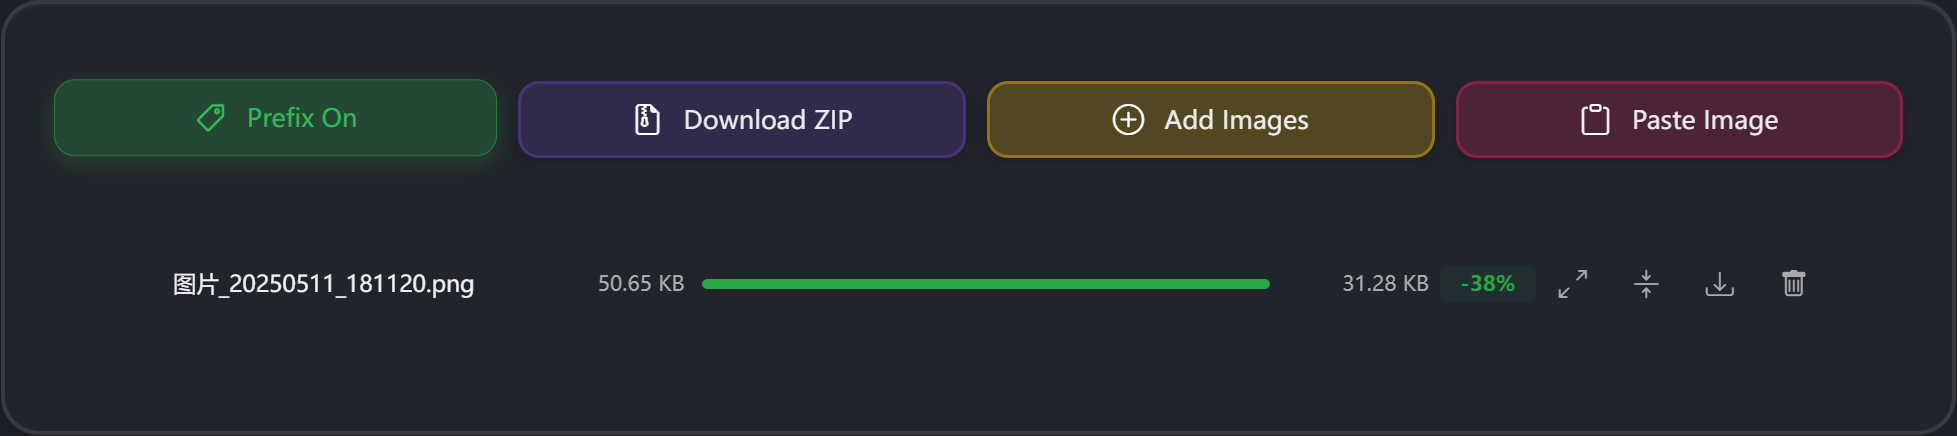 Prefix On Download ZIP Add Images Paste Image
图片_20250511_181120.png 50.65 KB 31.28 KB -38%